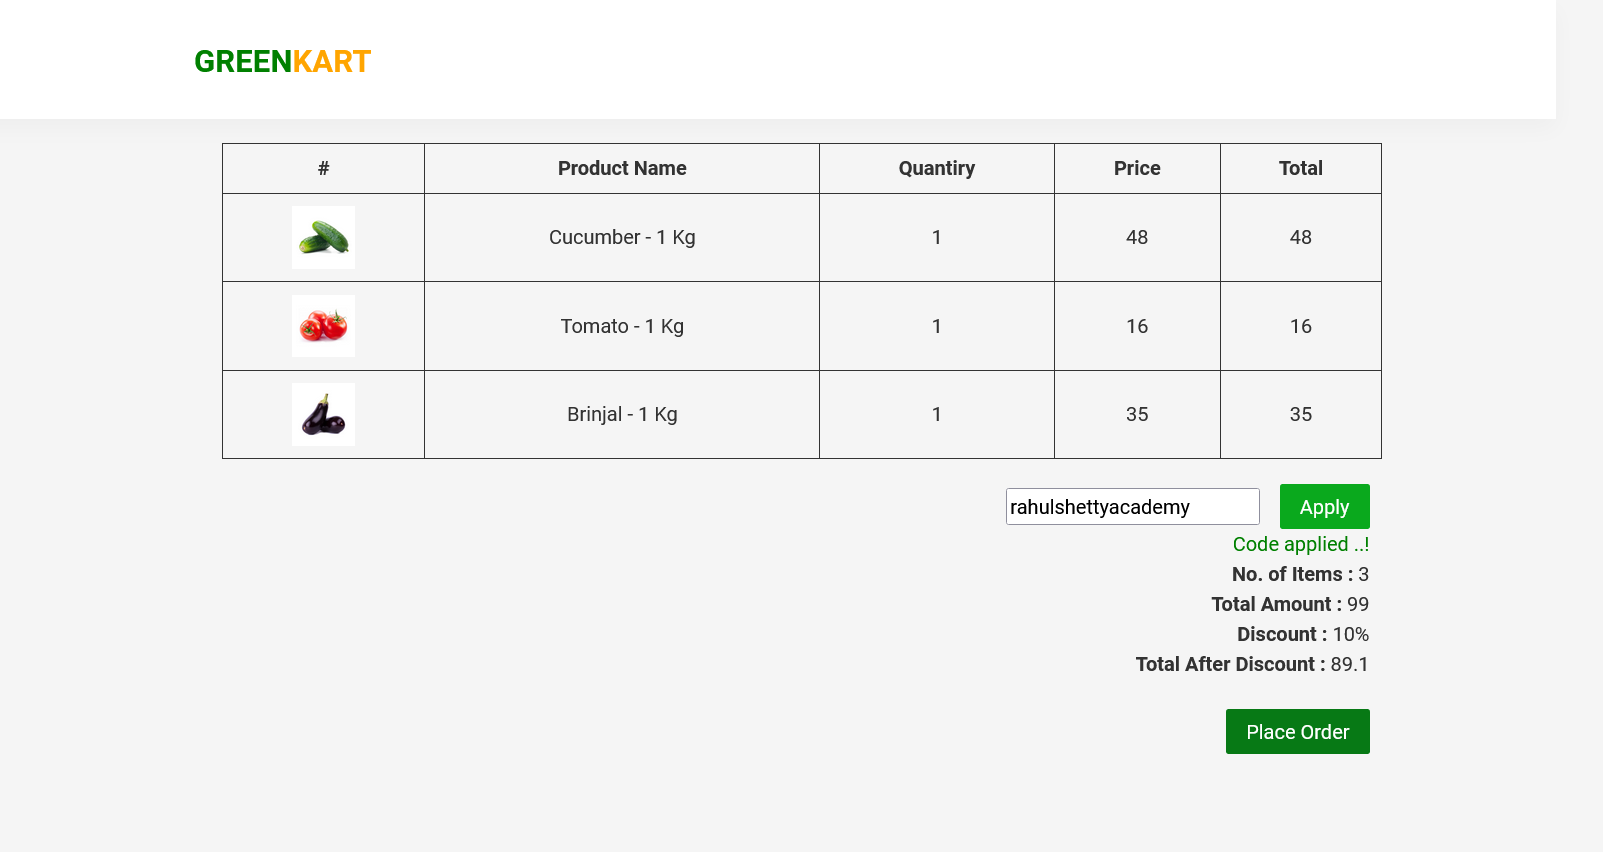 GREENKART
# Product Name Quantiry Price Total
Cucumber - 1 Kg 1 48 48
Tomato - 1 Kg 1 16 16
Brinjal - 1 Kg 1 35 35
rahulshettyacademy Apply
Code applied ..!
No. of Items : 3
Total Amount : 99
Discount : 10%
Total After Discount : 89.1
Place Order